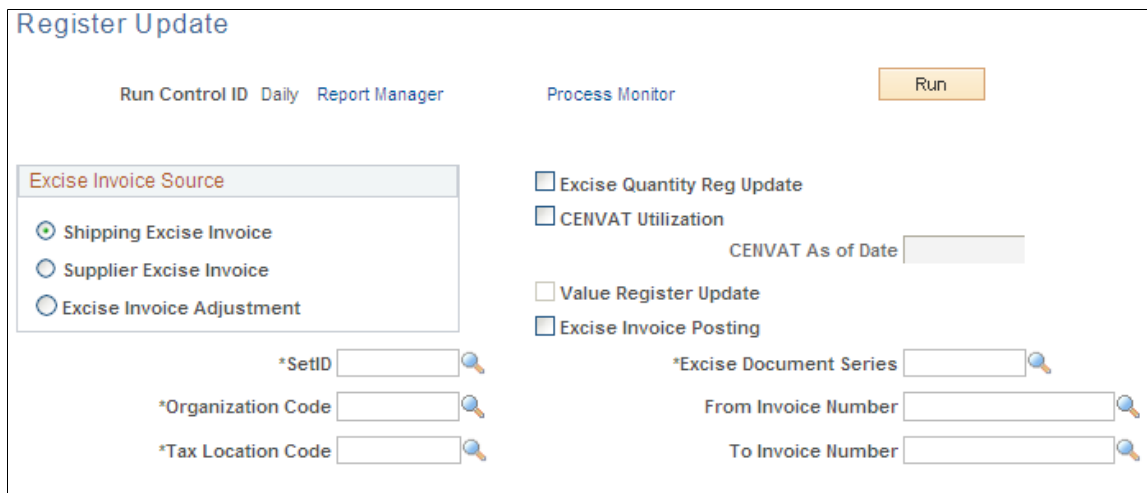 Register Update
Run Control ID Daily Report Manager Process Monitor Run
Excise Invoice Source
Shipping Excise Invoice
Supplier Excise Invoice
Excise Invoice Adjustment
Excise Quantity Reg Update
CENVAT Utilization
CENVAT As of Date
Value Register Update
Excise Invoice Posting
*SetID
*Organization Code
*Tax Location Code
*Excise Document Series
From Invoice Number
To Invoice Number